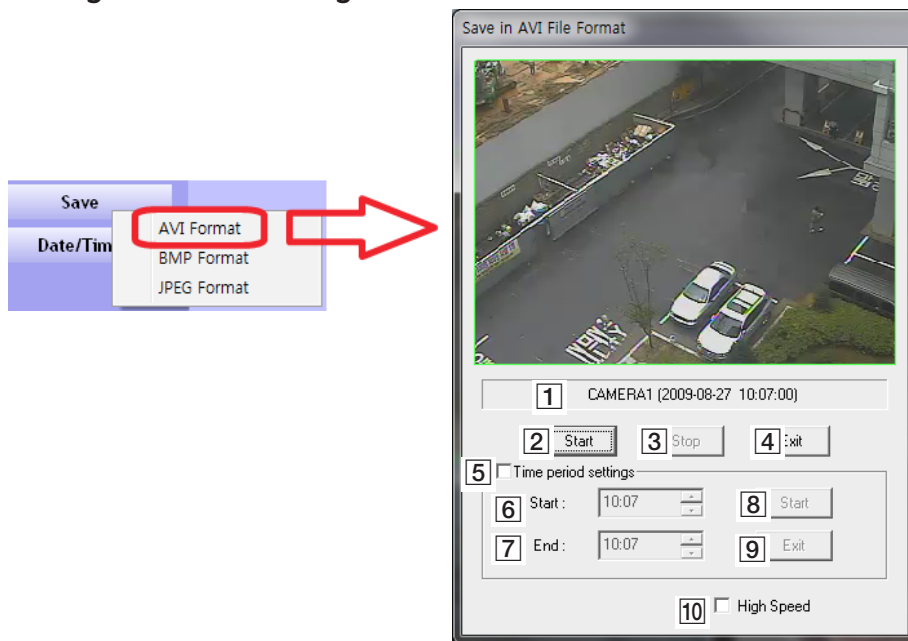 Save in AVI File Format
Save
Date/Tim
AVI Format
BMP Format
JPEG Format
1 CAMERA1 (2009-08-27 10:07:00)
2 Start 3 Stop 4 xit
5 Time period settings
6 Start : 10:07 8 Start
7 End : 10:07 9 Exit
10 High Speed